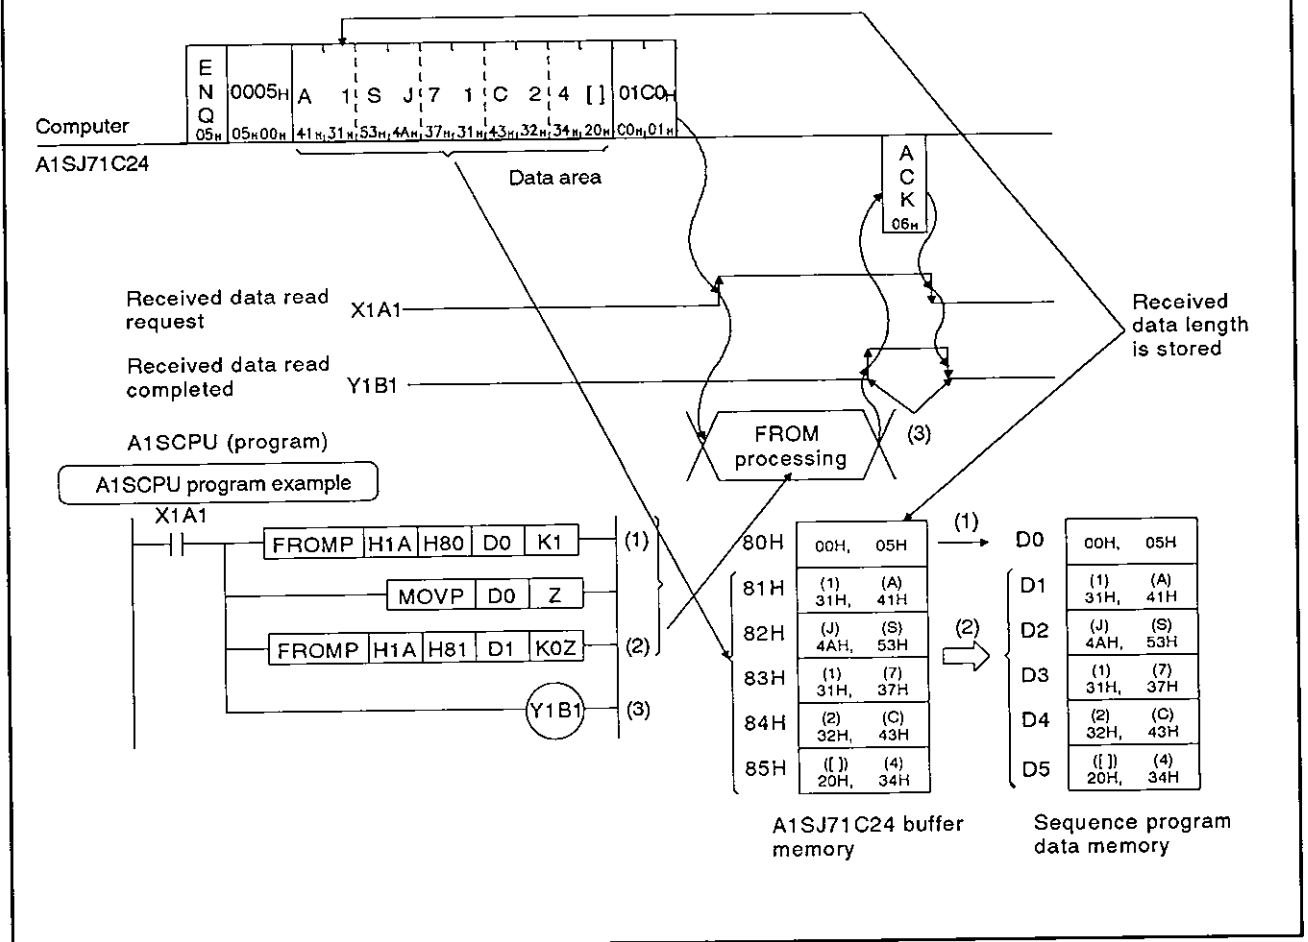 E N Q 05H
0005H A 1 S J 7 1 C 2 4 [ ] 01C0H
05H 00H 41H, 31H, 53H, 4AH, 37H, 31H, 43H, 32H, 34H, 20H C0H, 01H
Computer
A1SJ71C24
Data area
A C K 06H
Received data read request
X1A1
Received data length is stored
Received data read completed
Y1B1
(3)
FROM processing
A1SCPU (program)
A1SCPU program example
X1A1
FROMP H1A H80 D0 K1 (1)
MOVP D0 Z
FROMP H1A H81 D1 K0Z (2)
Y1B1 (3)
80H 00H, 05H (1) D0 00H, 05H
81H (1) (A) D1 (1) (A)
31H, 41H 31H, 41H
82H (J) (S) (2) D2 (J) (S)
4AH, 53H 4AH, 53H
83H (1) (7) D3 (1) (7)
31H, 37H 31H, 37H
84H (2) (C) D4 (2) (C)
32H, 43H 32H, 43H
85H ([ ]) (4) D5 ([ ]) (4)
20H, 34H 20H, 34H
A1SJ71C24 buffer memory
Sequence program data memory